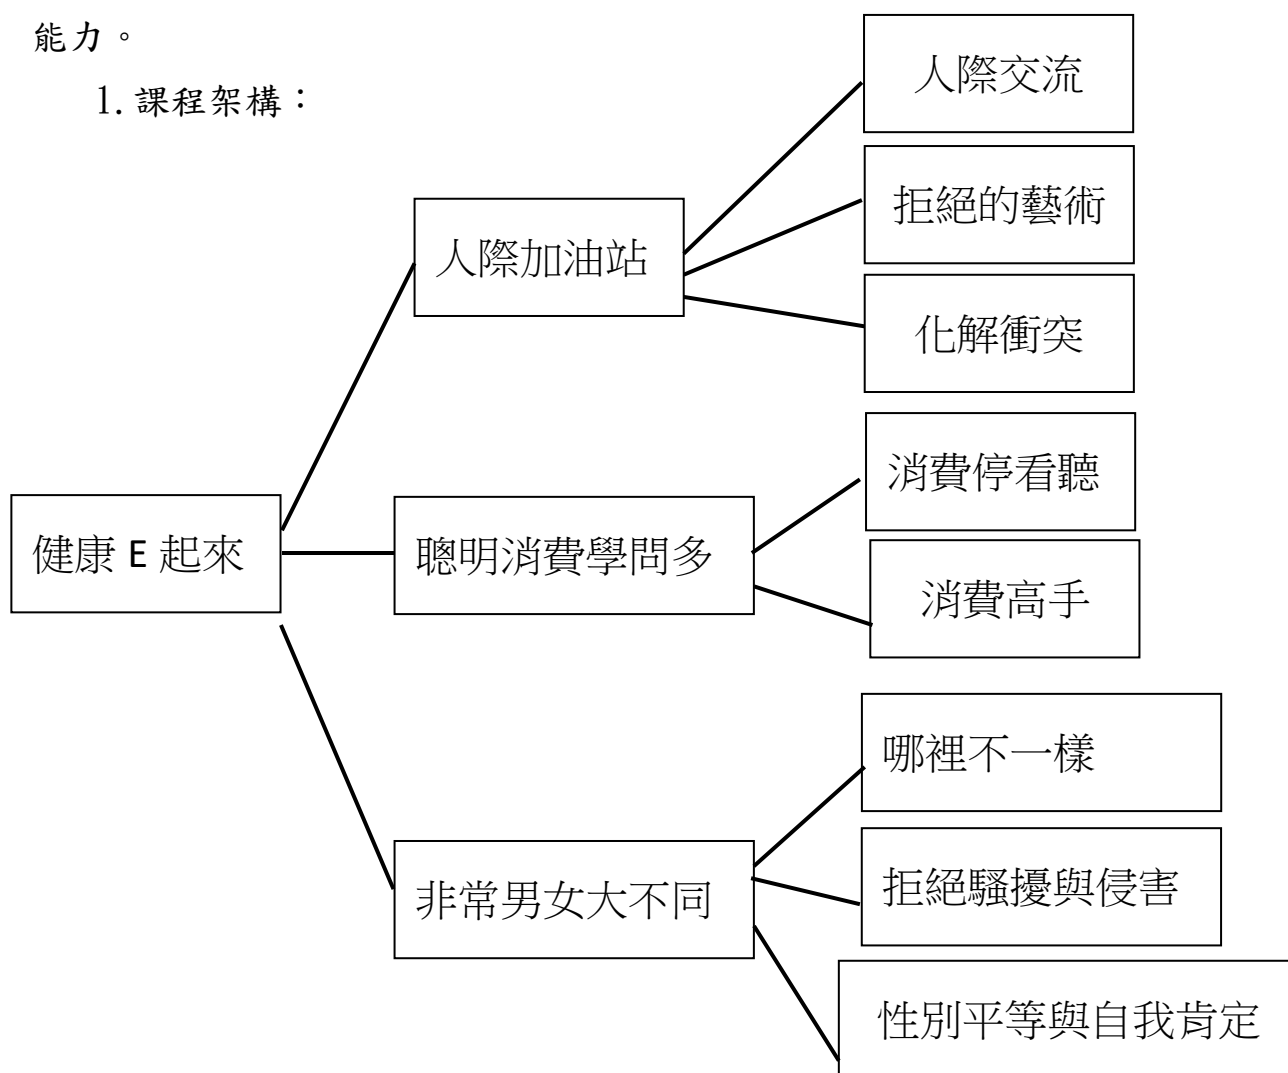 能力。
1.課程架構：
健康 E 起來
人際加油站
人際交流
拒絕的藝術
化解衝突
聰明消費學問多
消費停看聽
消費高手
非常男女大不同
哪裡不一樣
拒絕騷擾與侵害
性別平等與自我肯定